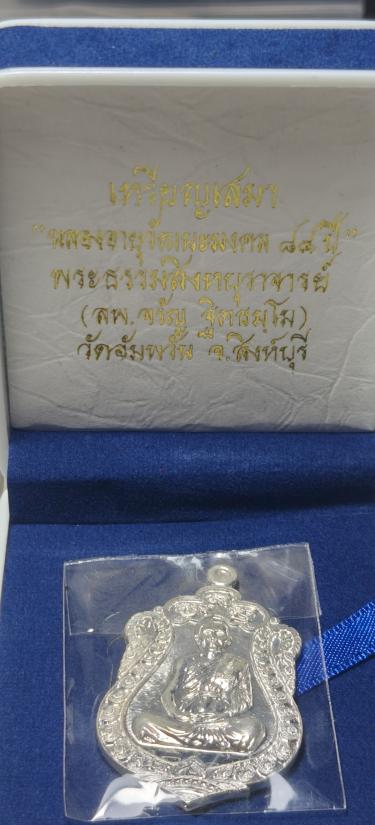 เหรียญเสมา
"ฉลองอายุวัฒนะมงคล ๘๔ ปี"
พระธรรมสิงหบุราจารย์
(ลพ.จรัญ ฐิตธมฺโม)
วัดอัมพวัน จ.สิงห์บุรี